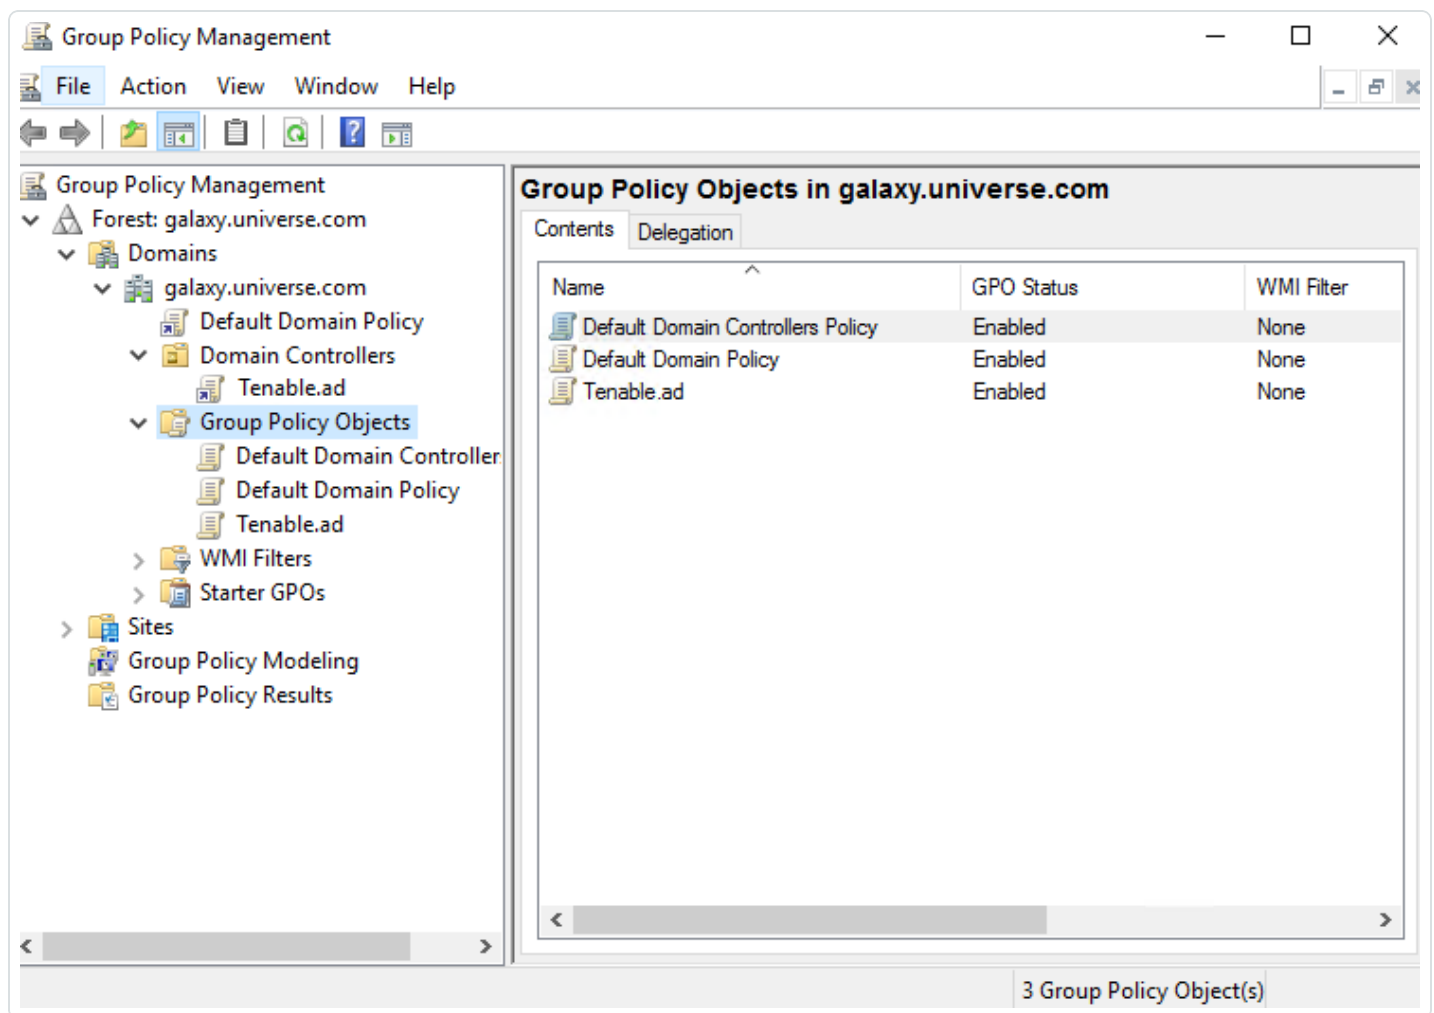 Group Policy Management
File Action View Window Help
Group Policy Management
Forest: galaxy.universe.com
Domains
galaxy.universe.com
Default Domain Policy
Domain Controllers
Tenable.ad
Group Policy Objects
Default Domain Controller
Default Domain Policy
Tenable.ad
WMI Filters
Starter GPOs
Sites
Group Policy Modeling
Group Policy Results
Group Policy Objects in galaxy.universe.com
Contents Delegation
Name GPO Status WMI Filter
Default Domain Controllers Policy Enabled None
Default Domain Policy Enabled None
Tenable.ad Enabled None
3 Group Policy Object(s)